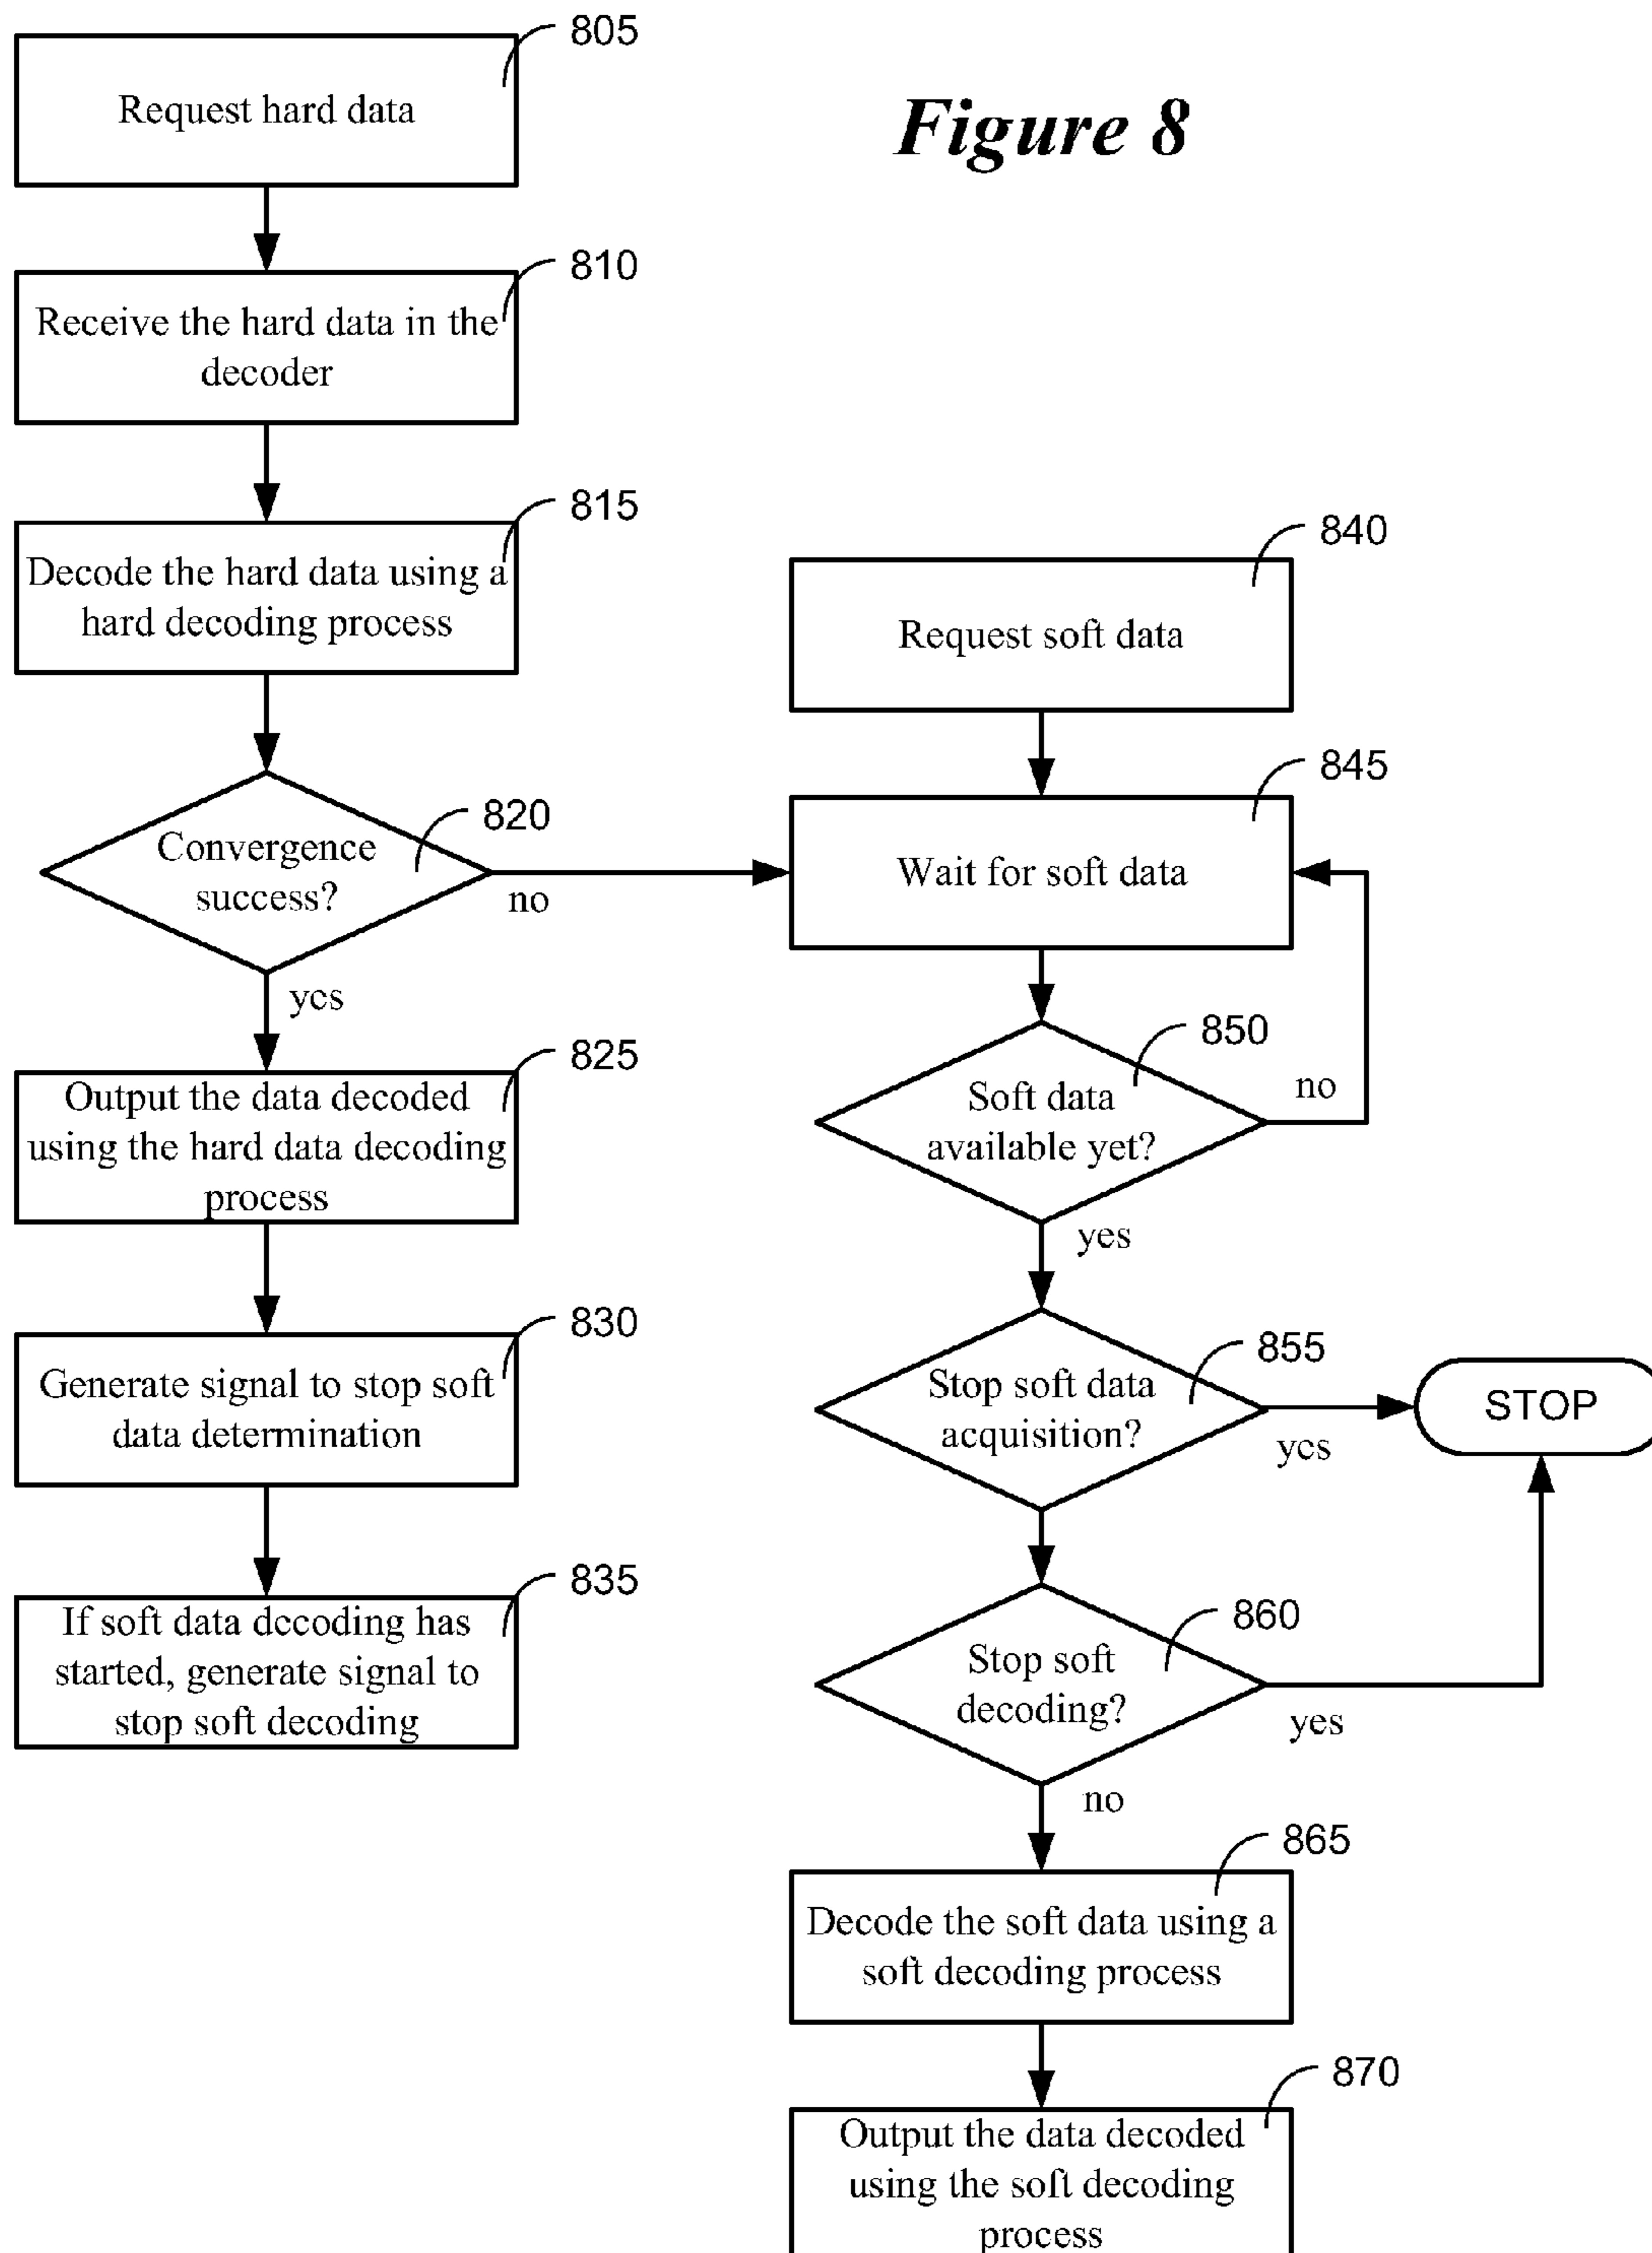 Figure 8
805
Request hard data
810
Receive the hard data in the
decoder
815
Decode the hard data using a
hard decoding process
820
Convergence
success?
no
yes
825
Output the data decoded
using the hard data decoding
process
830
Generate signal to stop soft
data determination
835
If soft data decoding has
started, generate signal to
stop soft decoding
840
Request soft data
845
Wait for soft data
850
Soft data
available yet?
no
yes
855
Stop soft data
acquisition?
yes
STOP
860
Stop soft
decoding?
yes
no
865
Decode the soft data using a
soft decoding process
870
Output the data decoded
using the soft decoding
process